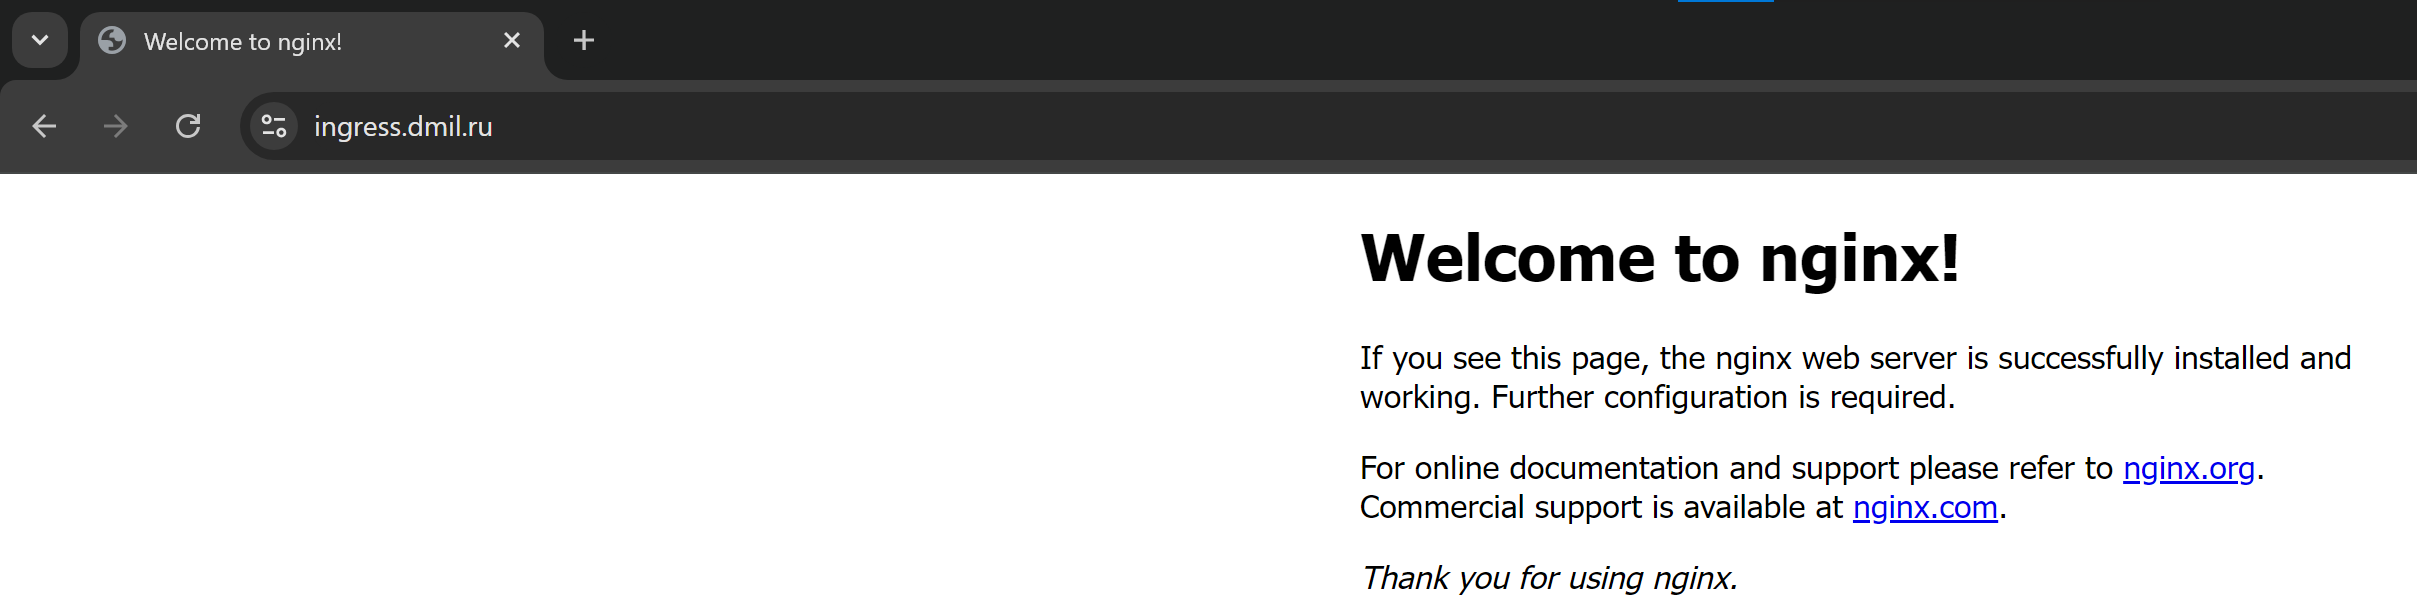 Welcome to nginx!
ingress.dmil.ru
Welcome to nginx!
If you see this page, the nginx web server is successfully installed and
working. Further configuration is required.
For online documentation and support please refer to nginx.org.
Commercial support is available at nginx.com.
Thank you for using nginx.